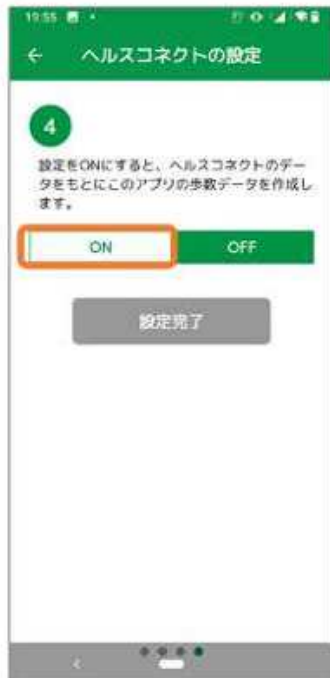 19:55
← ヘルスコネクトの設定
4
設定をONにすると、ヘルスコネクトのデー
タをもとにこのアプリの歩数データを作成し
ます。
ON OFF
設定完了